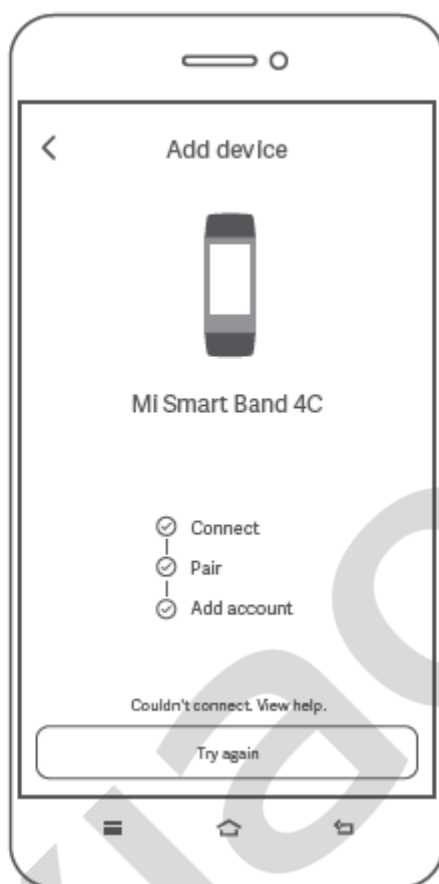 Add device
Mi Smart Band 4C
Connect
Pair
Add account
Couldn't connect. View help.
Try again